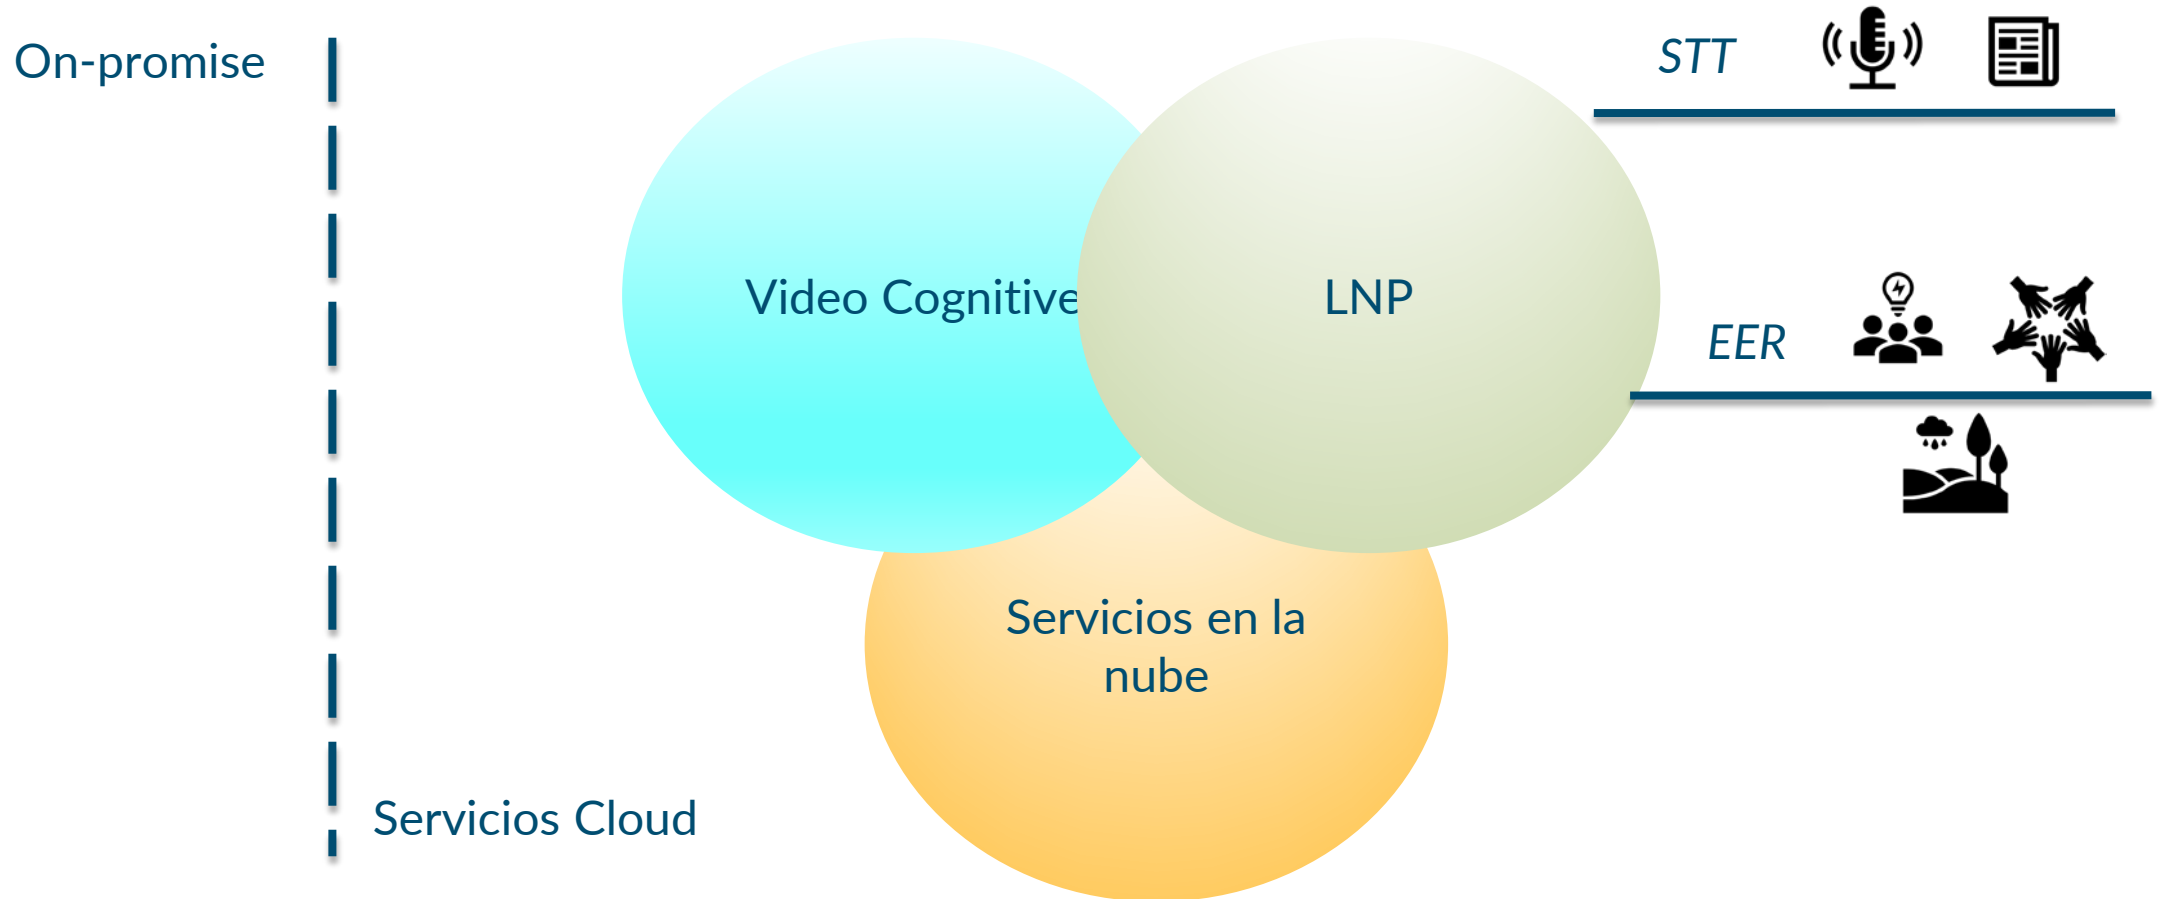 On-promise
STT
Video Cognitive
LNP
EER
Servicios en la
nube
Servicios Cloud